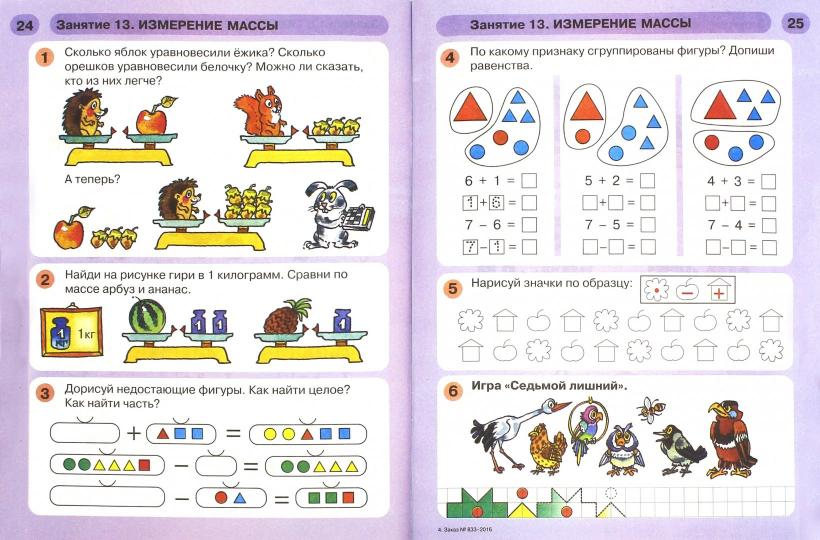 24
Занятие 13. ИЗМЕРЕНИЕ МАССЫ
1
Сколько яблок уравновесили ёжика? Сколько
орешков уравновесили белочку? Можно ли сказать,
кто из них легче?
А теперь?
2
Найди на рисунке гири в 1 килограмм. Сравни по
массе арбуз и ананас.
1 КГ
1 кг
1 1
1
3
Дорисуй недостающие фигуры. Как найти целое?
Как найти часть?
+ =
– =
– =
Занятие 13. ИЗМЕРЕНИЕ МАССЫ
25
4
По какому признаку сгруппированы фигуры? Допиши
равенства.
6 + 1 =
1 + 6 =
7 – 6 =
7 – 1 =
5 + 2 =
+ =
7 – 5 =
– =
4 + 3 =
+ =
7 – 4 =
– =
5
Нарисуй значки по образцу:
• – +
6
Игра «Седьмой лишний».
4. Заказ № 833–2016